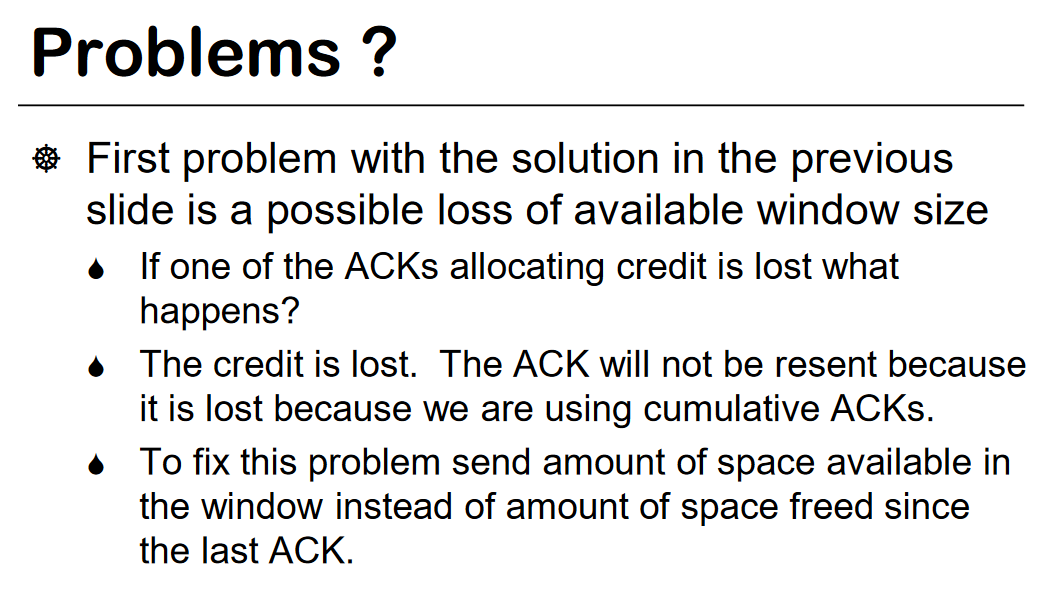 Problems ?
First problem with the solution in the previous
slide is a possible loss of available window size
If one of the ACKs allocating credit is lost what
happens?
The credit is lost.  The ACK will not be resent because
it is lost because we are using cumulative ACKs.
To fix this problem send amount of space available in
the window instead of amount of space freed since
the last ACK.